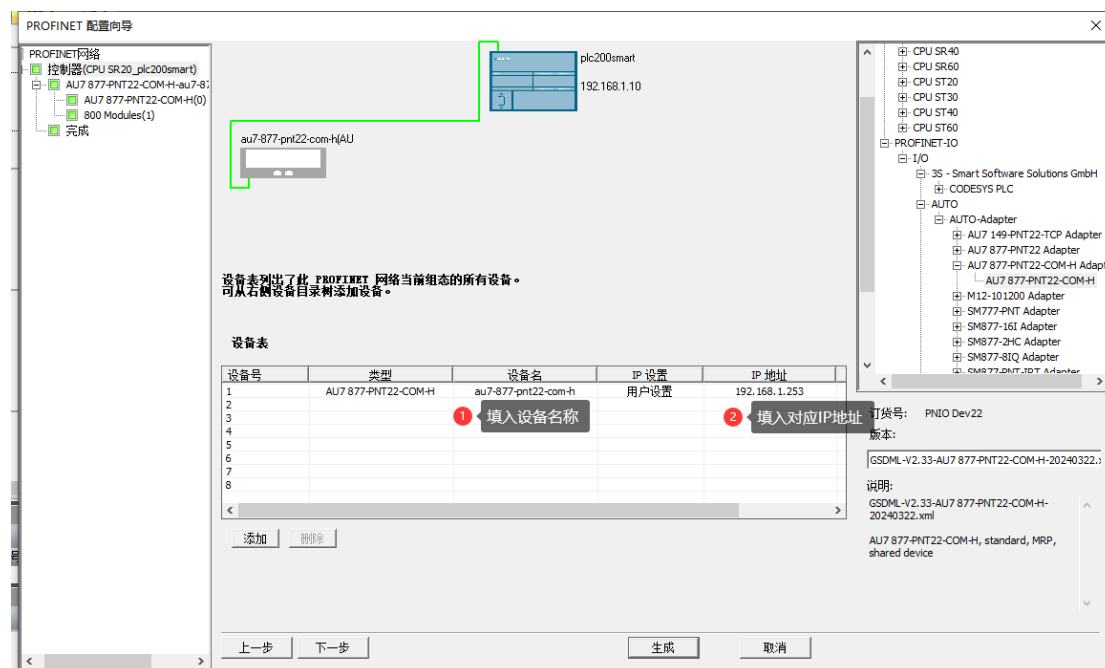 PROFINET 配置向导
PROFINET网络
控制器(CPU SR20_plc200smart)
AU7 877-PNT22-COM-H-au7-87
AU7 877-PNT22-COM-H(0)
800 Modules(1)
完成
plc200smart
192.168.1.10
au7-877-pnt22-com-h(AU
设备表列出了此 PROFINET 网络当前组态的所有设备。
可从右侧设备目录树添加设备。
设备表
设备号 类型 设备名 IP 设置 IP 地址
1 AU7 877-PNT22-COM-H au7-877-pnt22-com-h 用户设置 192.168.1.253
2
3
4
5
6
7
8
1 填入设备名称
2 填入对应IP地址
添加 删除
上一步 下一步 生成 取消
CPU SR40
CPU SR60
CPU ST20
CPU ST30
CPU ST40
CPU ST60
PROFINET-IO
I/O
3S - Smart Software Solutions GmbH
CODESYS PLC
AUTO
AUTO-Adapter
AU7 149-PNT22-TCP Adapter
AU7 877-PNT22 Adapter
AU7 877-PNT22-COM-H Adapt
AU7 877-PNT22-COM-H
M12-101200 Adapter
SM777-PNT Adapter
SM877-16I Adapter
SM877-2HC Adapter
SM877-8IQ Adapter
SM877-PNT-IRT Adapter
订货号: PNIO Dev22
版本:
GSDML-V2.33-AU7 877-PNT22-COM-H-20240322.x
说明:
GSDML-V2.33-AU7 877-PNT22-COM-H-
20240322.xml
AU7 877-PNT22-COM-H, standard, MRP,
shared device